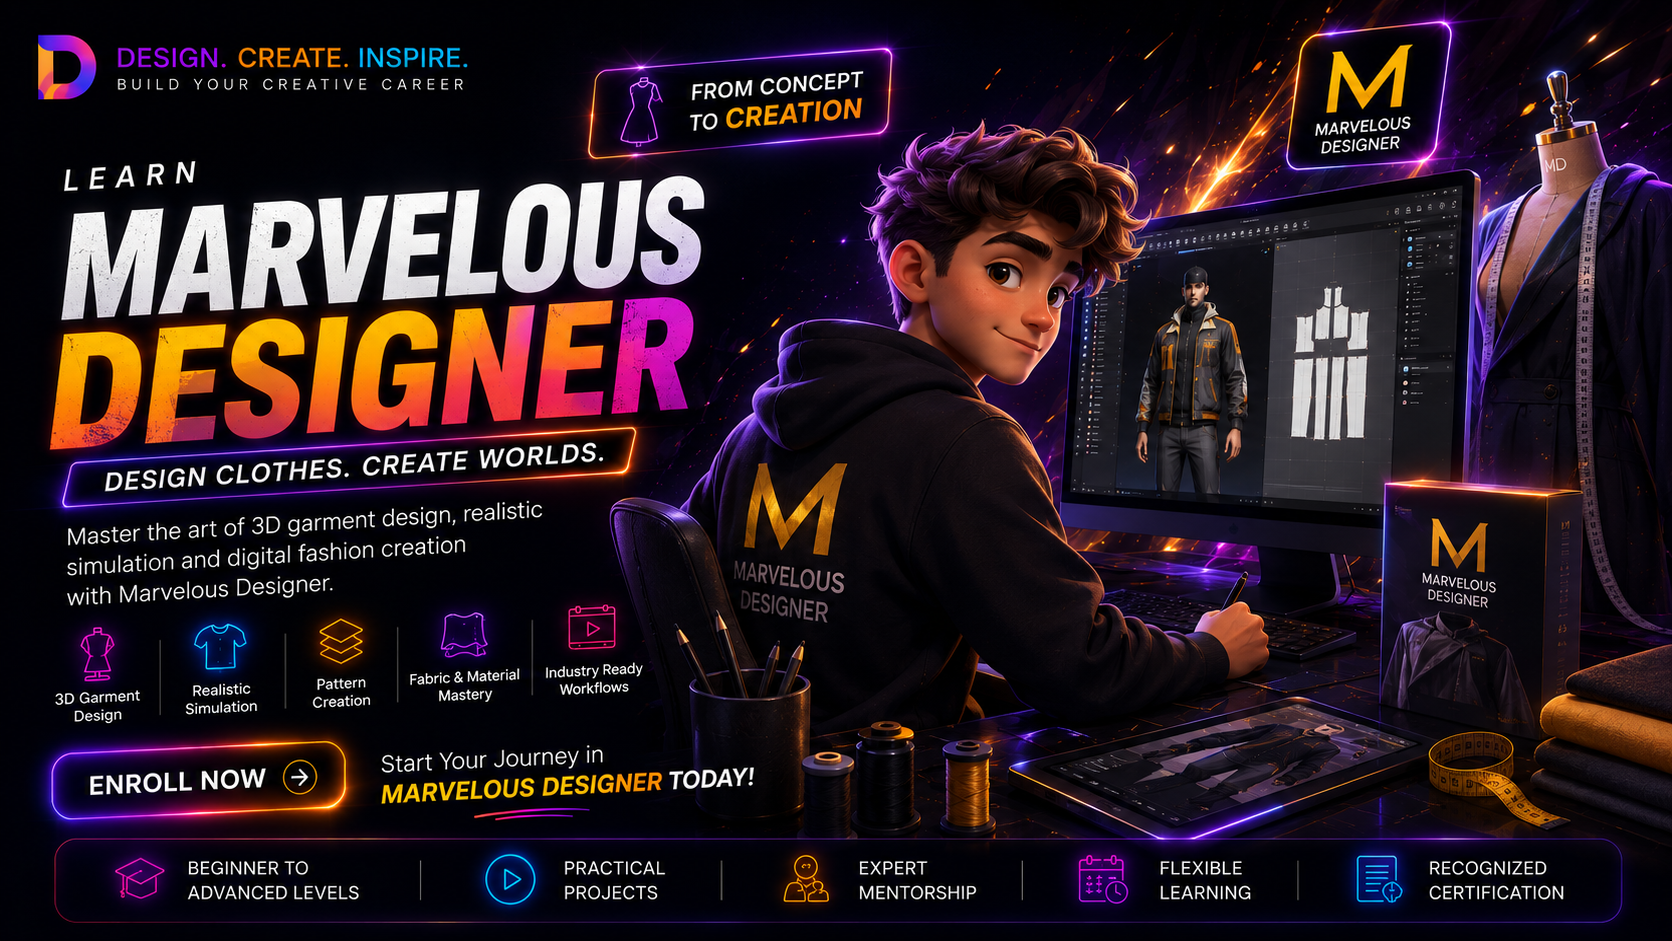 DESIGN. CREATE. INSPIRE.
BUILD YOUR CREATIVE CAREER
FROM CONCEPT
TO CREATION
M
MARVELOUS
DESIGNER
MD
LEARN
MARVELOUS
DESIGNER
DESIGN CLOTHES. CREATE WORLDS.
Master the art of 3D garment design, realistic
simulation and digital fashion creation
with Marvelous Designer.
3D Garment
Design
Realistic
Simulation
Pattern
Creation
Fabric & Material
Mastery
Industry Ready
Workflows
M
MARVELOUS
DESIGNER
M
MARVELOUS
DESIGNER
ENROLL NOW
Start Your Journey in
MARVELOUS DESIGNER TODAY!
BEGINNER TO
ADVANCED LEVELS
PRACTICAL
PROJECTS
EXPERT
MENTORSHIP
FLEXIBLE
LEARNING
RECOGNIZED
CERTIFICATION